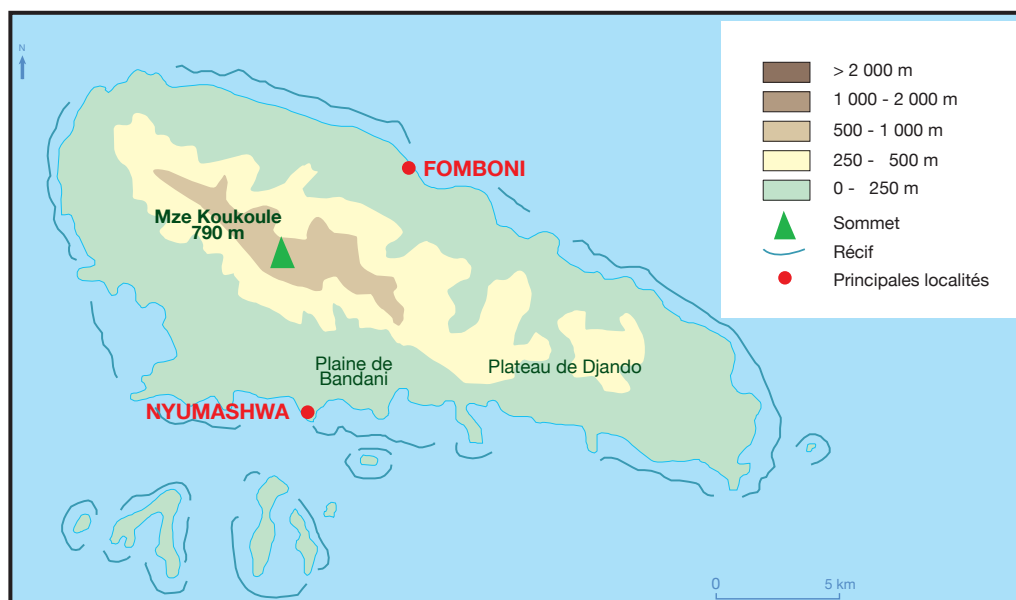 N
> 2 000 m
1 000 - 2 000 m
500 - 1 000 m
250 - 500 m
0 - 250 m
Sommet
Récif
Principales localités
FOMBONI
Mze Koukoule
790 m
Plaine de
Bandani
Plateau de Djando
NYUMASHWA
0 5 km